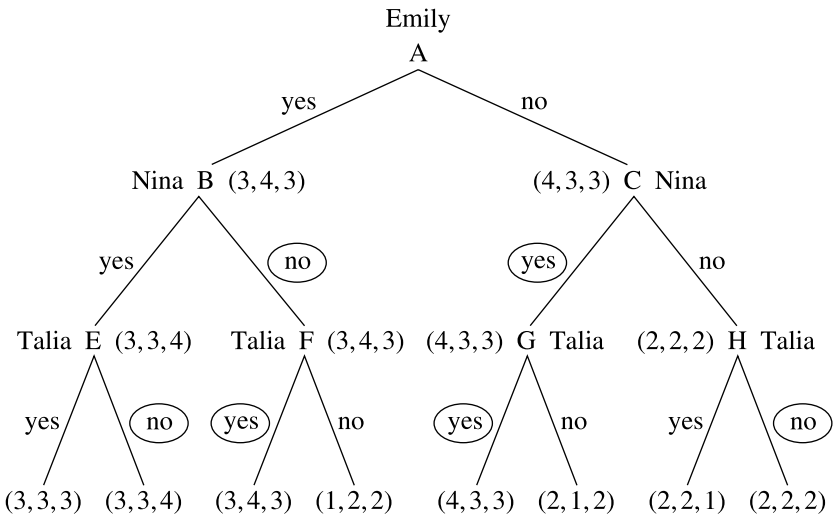 Emily
A
yes no
Nina B (3,4,3) (4,3,3) C Nina
yes no yes no
Talia E (3,3,4) Talia F (3,4,3) (4,3,3) G Talia (2,2,2) H Talia
yes no yes no yes no yes no
(3,3,3) (3,3,4) (3,4,3) (1,2,2) (4,3,3) (2,1,2) (2,2,1) (2,2,2)